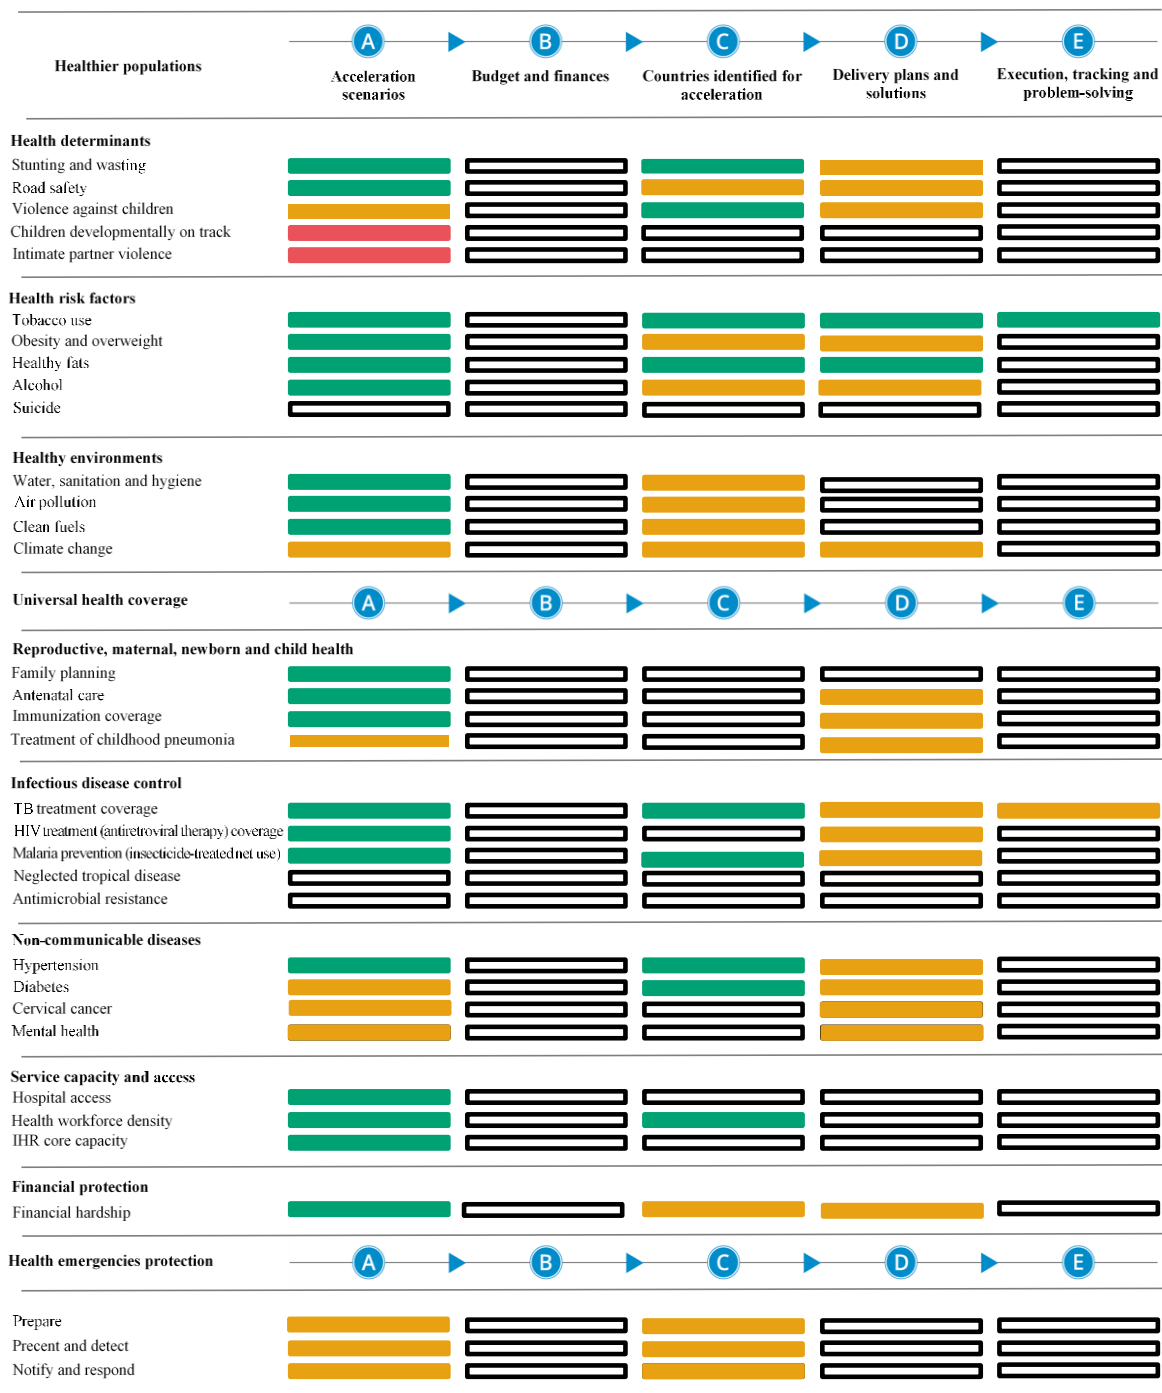 Healthier populations
A B C D E
Acceleration scenarios
Budget and finances
Countries identified for acceleration
Delivery plans and solutions
Execution, tracking and problem-solving
Health determinants
Stunting and wasting
Road safety
Violence against children
Children developmentally on track
Intimate partner violence
Health risk factors
Tobacco use
Obesity and overweight
Healthy fats
Alcohol
Suicide
Healthy environments
Water, sanitation and hygiene
Air pollution
Clean fuels
Climate change
Universal health coverage
A B C D E
Reproductive, maternal, newborn and child health
Family planning
Antenatal care
Immunization coverage
Treatment of childhood pneumonia
Infectious disease control
TB treatment coverage
HIV treatment (antiretroviral therapy) coverage
Malaria prevention (insecticide-treated net use)
Neglected tropical disease
Antimicrobial resistance
Non-communicable diseases
Hypertension
Diabetes
Cervical cancer
Mental health
Service capacity and access
Hospital access
Health workforce density
IHR core capacity
Financial protection
Financial hardship
Health emergencies protection
A B C D E
Prepare
Precent and detect
Notify and respond